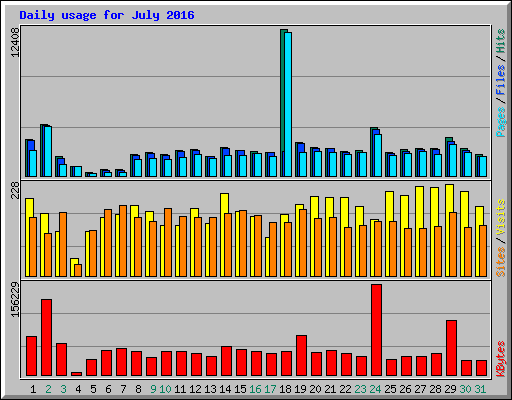 Daily usage for July 2016
12408
Pages / Files / Hits
228
Sites / Visits
156229
KBytes
1 2 3 4 5 6 7 8 9 10 11 12 13 14 15 16 17 18 19 20 21 22 23 24 25 26 27 28 29 30 31